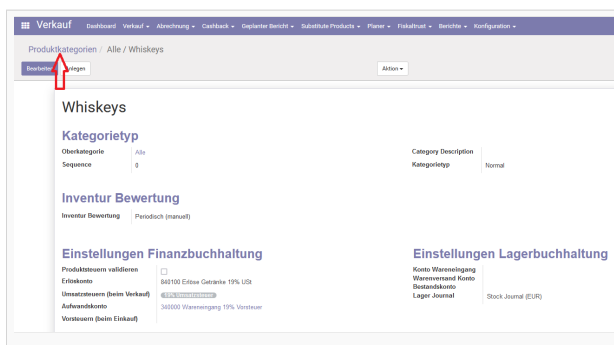 Verkauf Dashboard Verkauf Abrechnung Cashback Geplanter Bericht Substitute Products Planer Fiskaltrust Berichte Konfiguration
Produktkategorien / Alle / Whiskeys
Bearbeiten Anlegen Aktion
Whiskeys
Kategorietyp
Oberkategorie Alle Category Description
Sequence 0 Kategorietyp Normal
Inventur Bewertung
Inventur Bewertung Periodisch (manuell)
Einstellungen Finanzbuchhaltung Einstellungen Lagerbuchhaltung
Produktsteuern validieren Konto Wareneingang
Erlöskonto 840100 Erlöse Getränke 19% USt Warenversand Konto
Bestandskonto
Umsatzsteuern (beim Verkauf) 19% Umsatzsteuer Lager Journal Stock Journal (EUR)
Aufwandskonto 340000 Wareneingang 19% Vorsteuer
Vorsteuern (beim Einkauf)